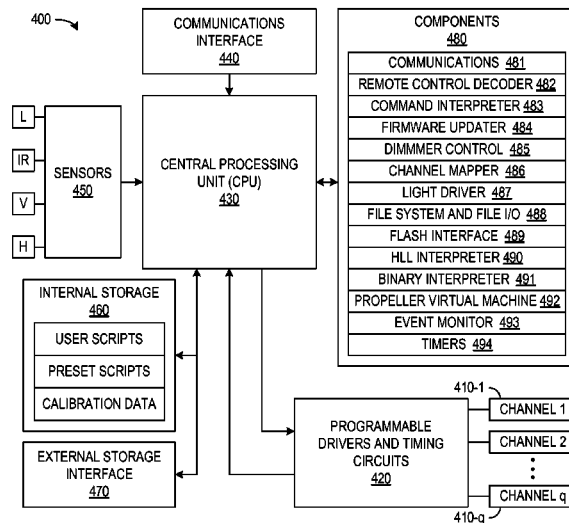 400
COMMUNICATIONS
INTERFACE
440
L
IR
V
H
SENSORS
450
CENTRAL PROCESSING
UNIT (CPU)
430
COMPONENTS
480
COMMUNICATIONS 481
REMOTE CONTROL DECODER 482
COMMAND INTERPRETER 483
FIRMWARE UPDATER 484
DIMMMER CONTROL 485
CHANNEL MAPPER 486
LIGHT DRIVER 487
FILE SYSTEM AND FILE I/O 488
FLASH INTERFACE 489
HLL INTERPRETER 490
BINARY INTERPRETER 491
PROPELLER VIRTUAL MACHINE 492
EVENT MONITOR 493
TIMERS 494
INTERNAL STORAGE
460
USER SCRIPTS
PRESET SCRIPTS
CALIBRATION DATA
EXTERNAL STORAGE
INTERFACE
470
PROGRAMMABLE
DRIVERS AND TIMING
CIRCUITS
420
410-1
CHANNEL 1
CHANNEL 2
CHANNEL q
410-q